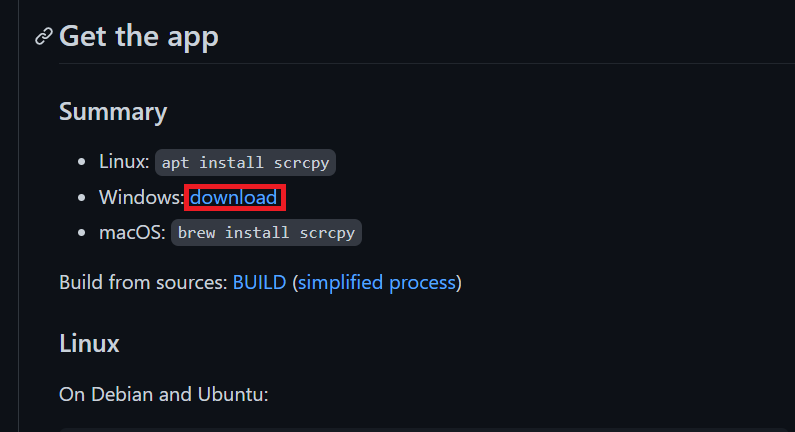 Get the app
Summary
Linux: apt install scrcpy
Windows: download
macOS: brew install scrcpy
Build from sources: BUILD (simplified process)
Linux
On Debian and Ubuntu: